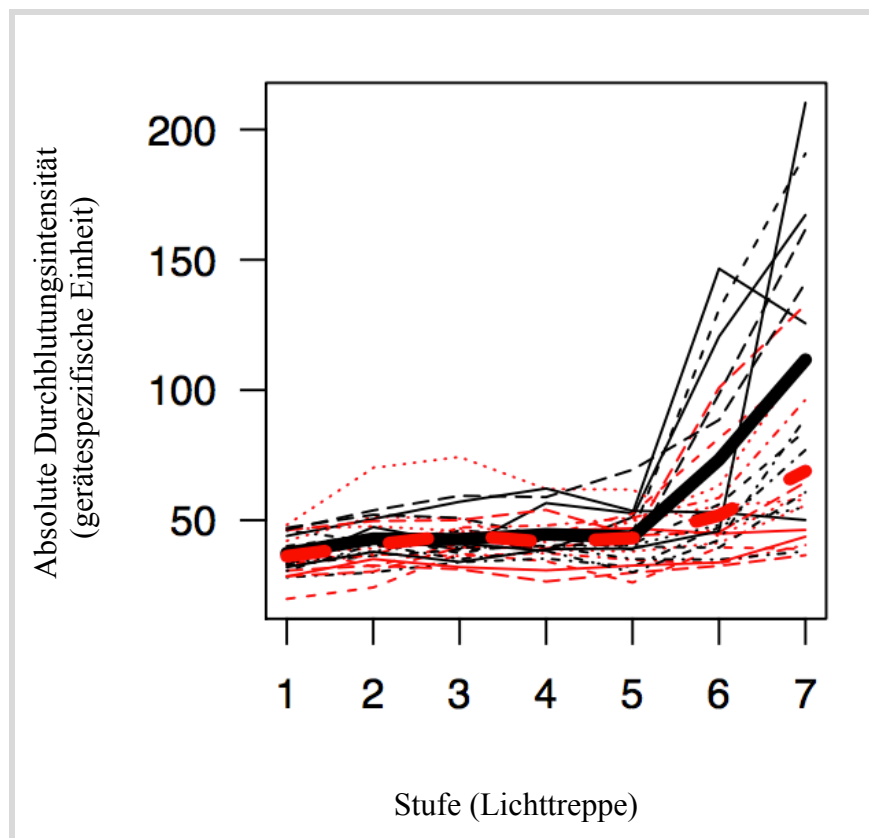 Absolute Durchblutungsintensität
(gerätespezifische Einheit)
200
150
100
50
1 2 3 4 5 6 7
Stufe (Lichttreppe)